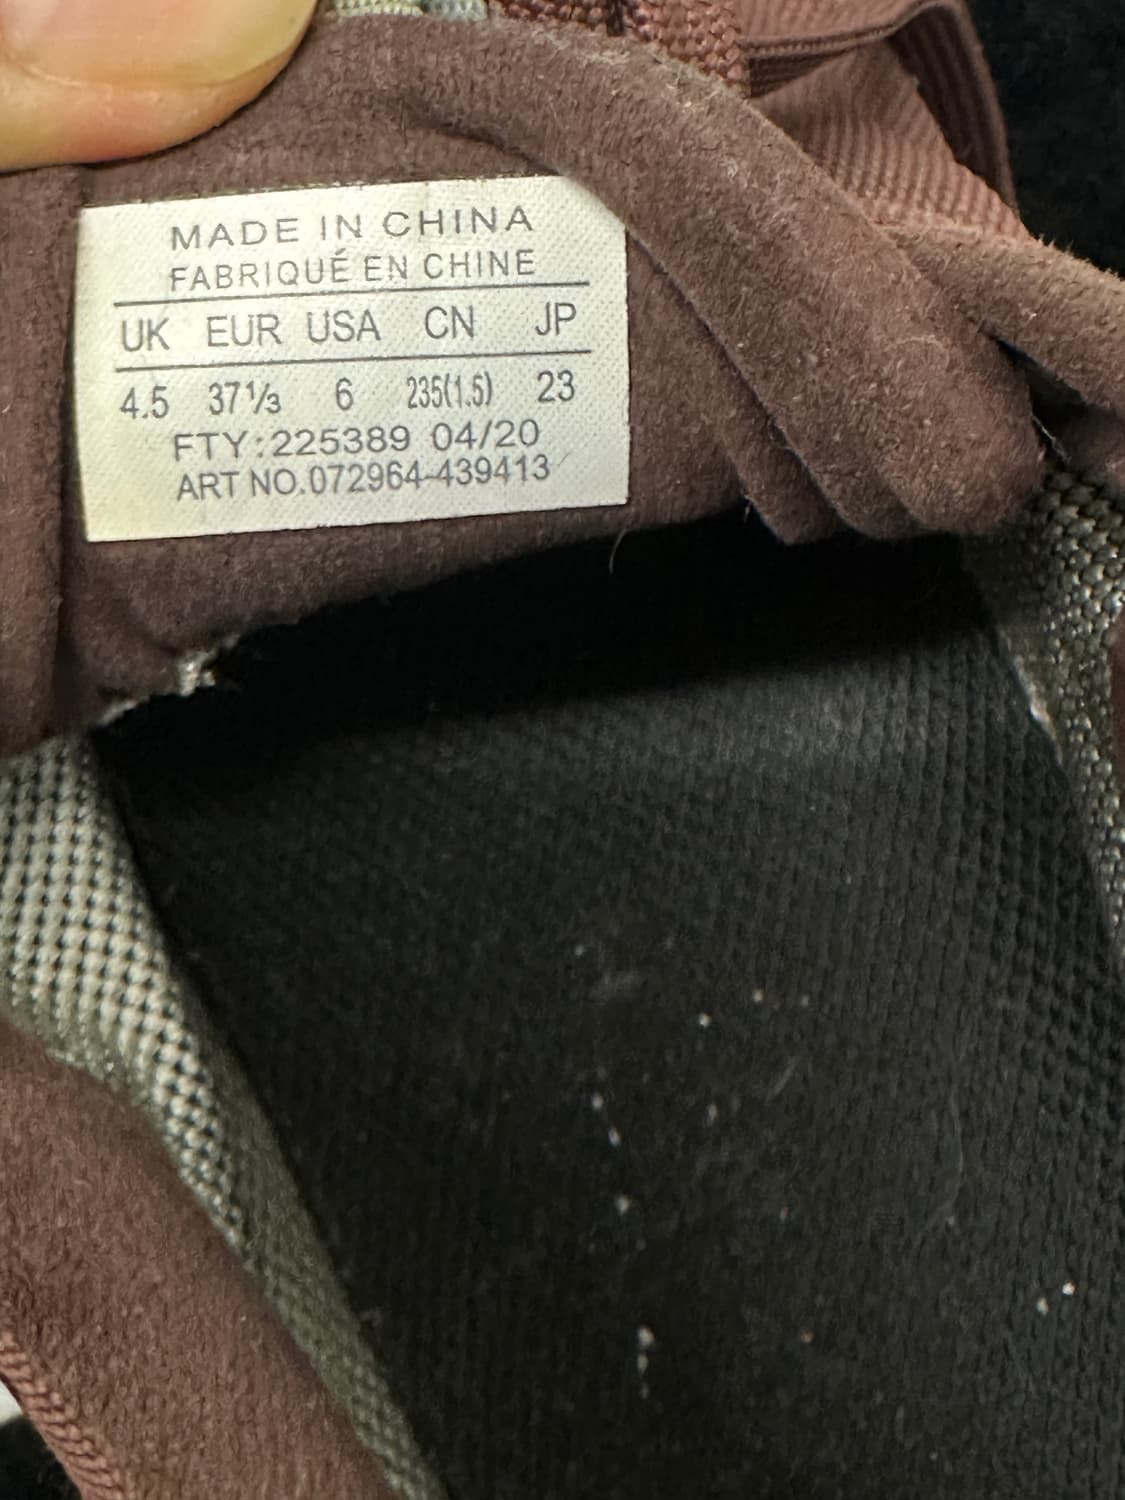 MADE IN CHINA
FABRIQUÉ EN CHINE
UK EUR USA CN JP
4.5 37⅓ 6 235(1.5) 23
FTY:225389 04/20
ART NO.072964-439413